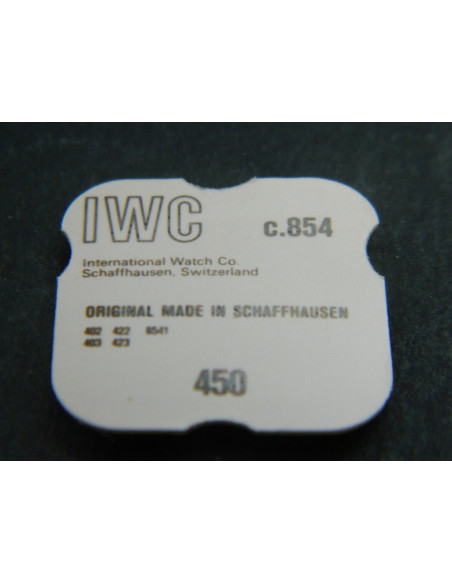 IWC c.854
International Watch Co.
Schaffhausen, Switzerland
ORIGINAL MADE IN SCHAFFHAUSEN
402 422 8541
403 423
450